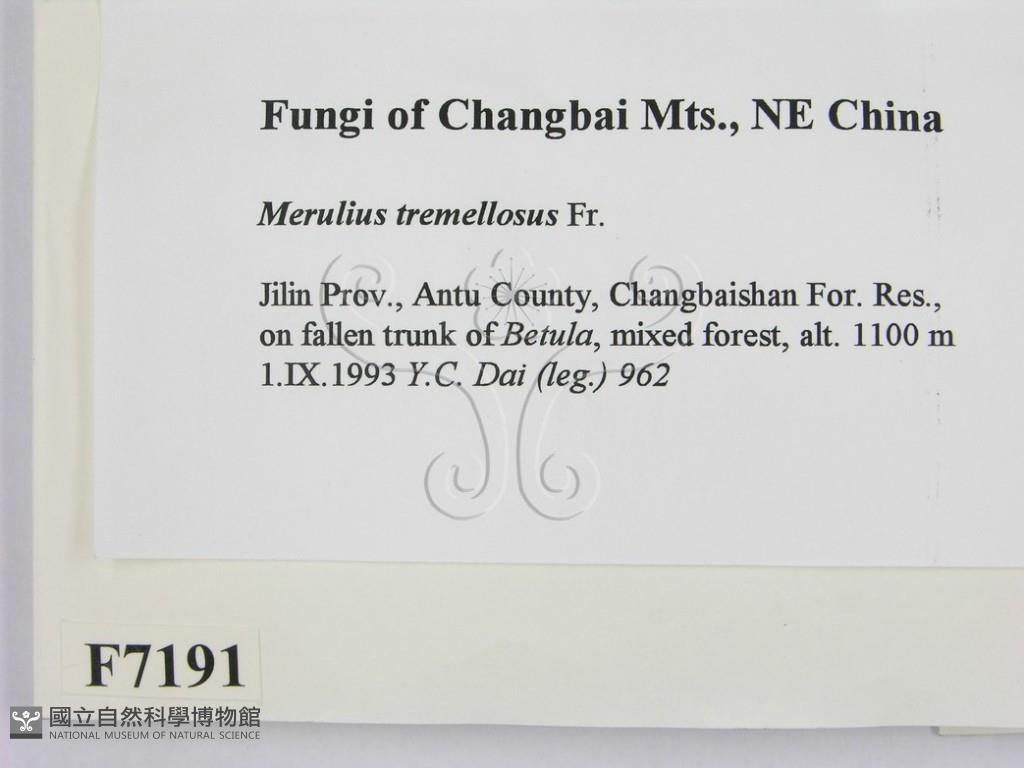 Fungi of Changbai Mts., NE China
Merulius tremellosus Fr.
Jilin Prov., Antu County, Changbaishan For. Res.,
on fallen trunk of Betula, mixed forest, alt. 1100 m
1.IX.1993 Y.C. Dai (leg.) 962
F7191
國立自然科學博物館
NATIONAL MUSEUM OF NATURAL SCIENCE